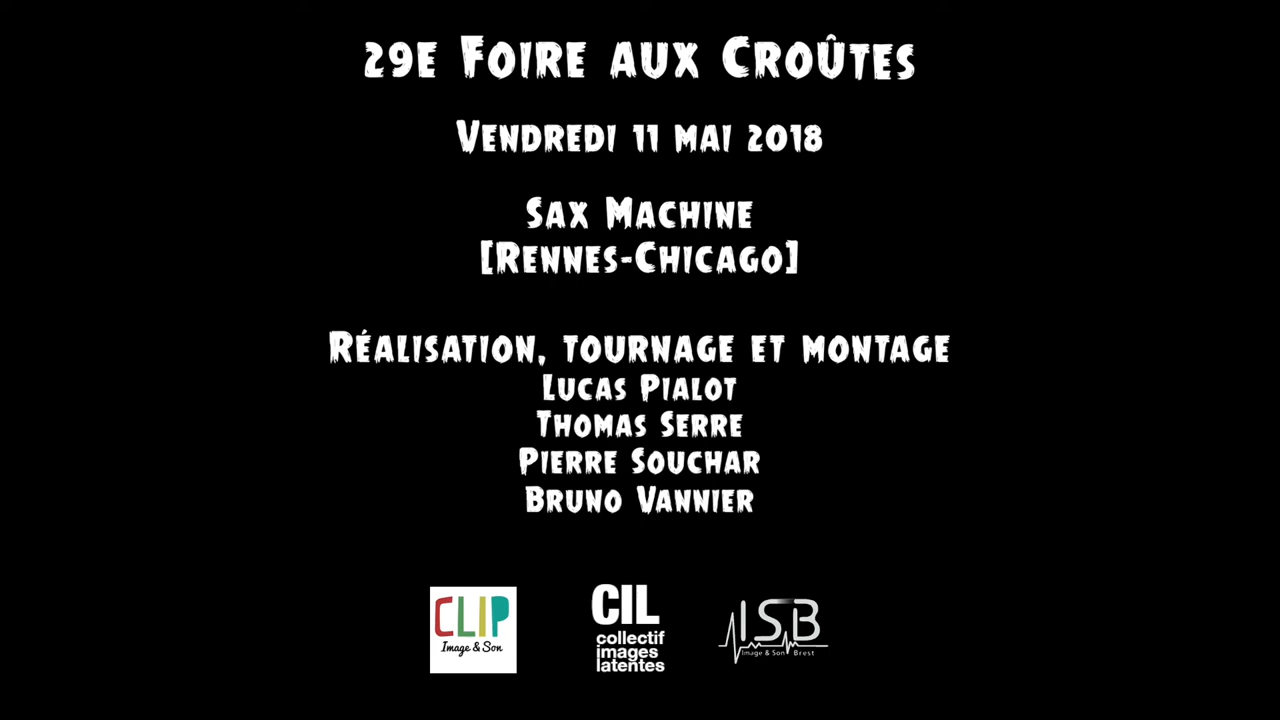 29e Foire aux Croûtes
Vendredi 11 mai 2018
Sax Machine
[Rennes-Chicago]
Réalisation, tournage et montage
Lucas Pialot
Thomas Serre
Pierre Souchar
Bruno Vannier
CLIP
Image & Son
CIL
collectif
images
latentes
ISB
Image & Son Brest